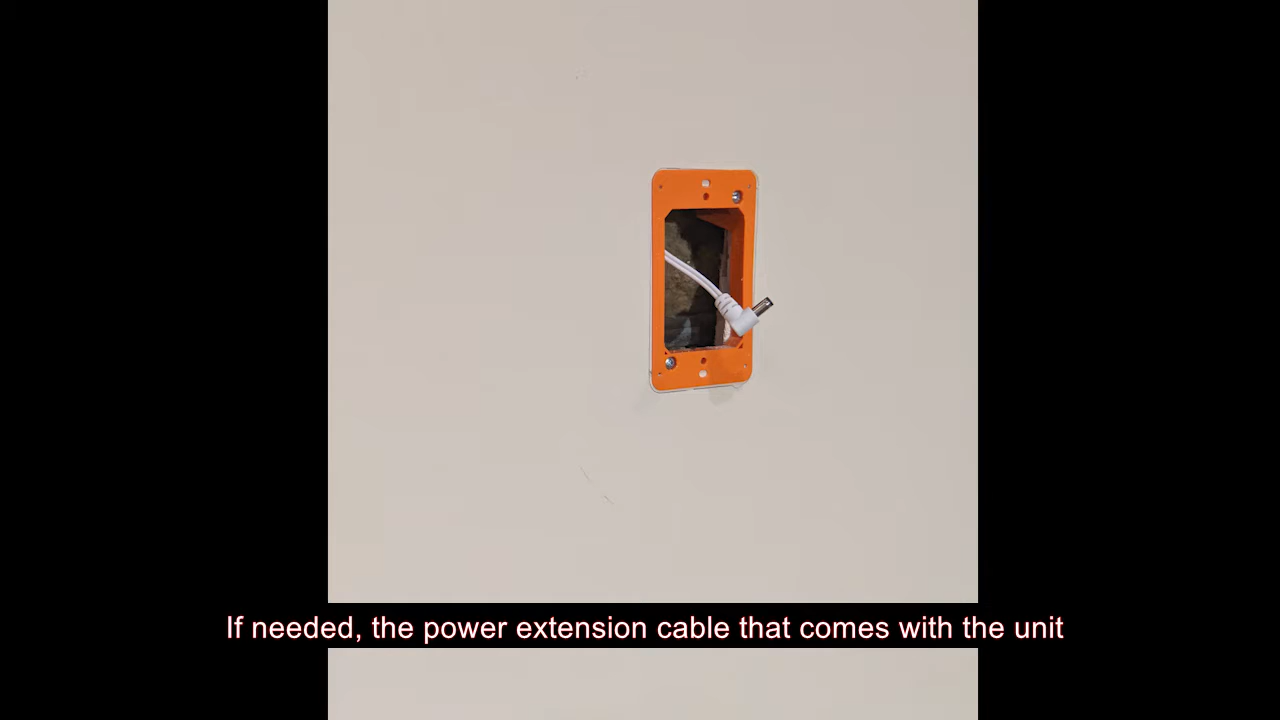 If needed, the power extension cable that comes with the unit